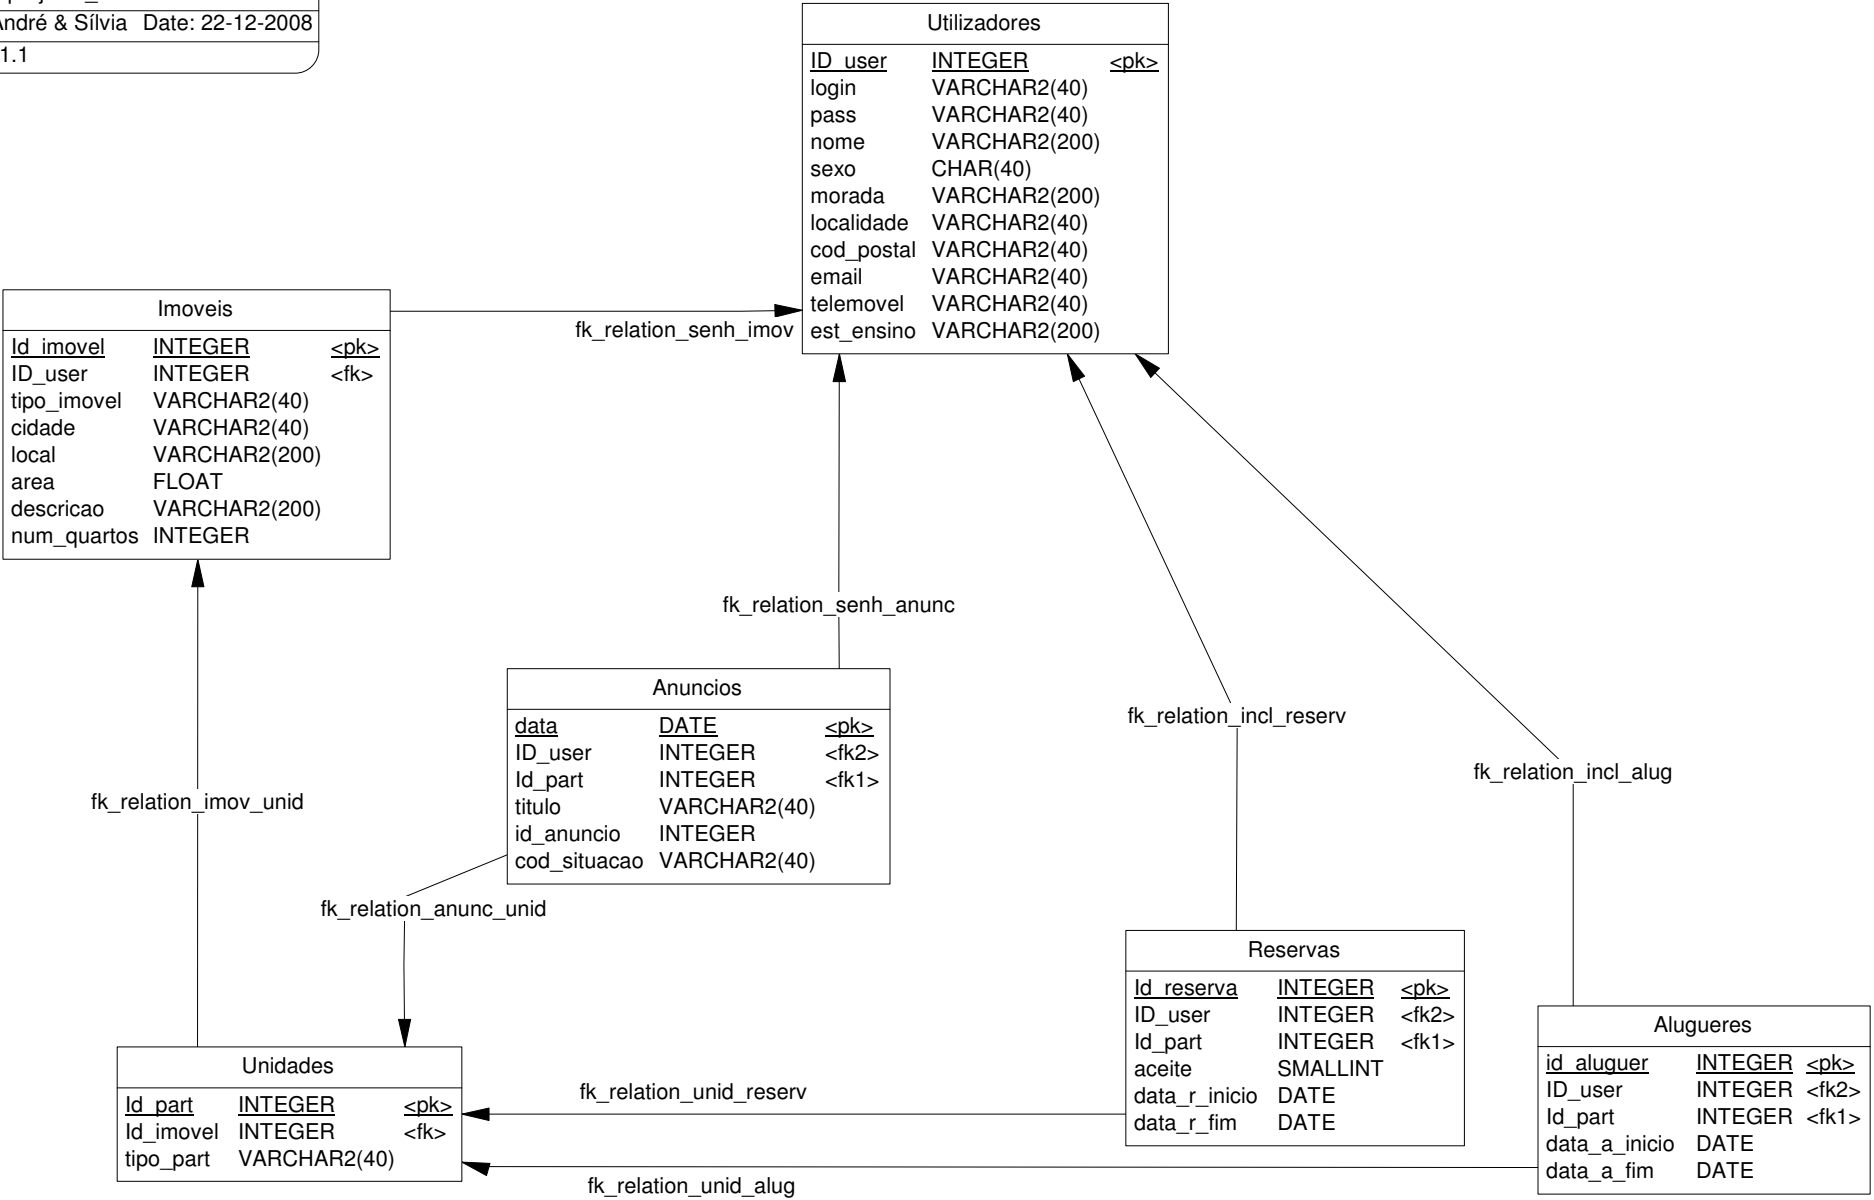 André & Sílvia Date: 22-12-2008
1.1
Utilizadores
ID_user INTEGER <pk>
login VARCHAR2(40)
pass VARCHAR2(40)
nome VARCHAR2(200)
sexo CHAR(40)
morada VARCHAR2(200)
localidade VARCHAR2(40)
cod_postal VARCHAR2(40)
email VARCHAR2(40)
telemovel VARCHAR2(40)
est_ensino VARCHAR2(200)
Imoveis
Id_imovel INTEGER <pk>
ID_user INTEGER <fk>
tipo_imovel VARCHAR2(40)
cidade VARCHAR2(40)
local VARCHAR2(200)
area FLOAT
descricao VARCHAR2(200)
num_quartos INTEGER
fk_relation_senh_imov
fk_relation_senh_anunc
Anuncios
data DATE <pk>
ID_user INTEGER <fk2>
Id_part INTEGER <fk1>
titulo VARCHAR2(40)
id_anuncio INTEGER
cod_situacao VARCHAR2(40)
fk_relation_incl_reserv
fk_relation_incl_alug
fk_relation_imov_unid
fk_relation_anunc_unid
Reservas
Id_reserva INTEGER <pk>
ID_user INTEGER <fk2>
Id_part INTEGER <fk1>
aceite SMALLINT
data_r_inicio DATE
data_r_fim DATE
Alugueres
id_aluguer INTEGER <pk>
ID_user INTEGER <fk2>
Id_part INTEGER <fk1>
data_a_inicio DATE
data_a_fim DATE
Unidades
Id_part INTEGER <pk>
Id_imovel INTEGER <fk>
tipo_part VARCHAR2(40)
fk_relation_unid_reserv
fk_relation_unid_alug